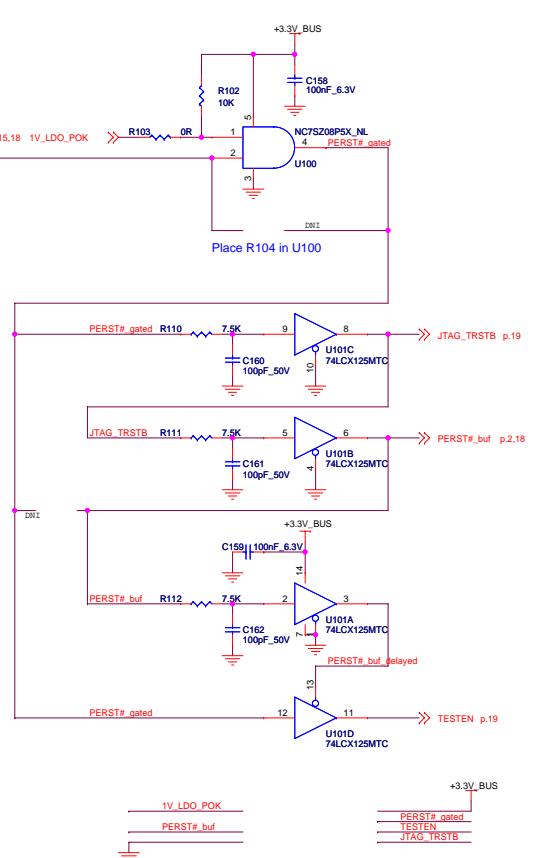 +3.3V_BUS
C158
100nF_6.3V
R102
10K
15,18 1V_LDO_POK
R103 0R
5
1
2
3
4
NC7SZ08P5X_NL
PERST#_gated
U100
DNI
Place R104 in U100
PERST#_gated R110 7.5K 9 8
JTAG_TRSTB p.19
U101C
74LCX125MTC
C160
100pF_50V
10
JTAG_TRSTB R111 7.5K 5 6
PERST#_buf p.2,18
U101B
74LCX125MTC
C161
100pF_50V
4
DNI
+3.3V_BUS
C159 100nF_6.3V
14
PERST#_buf R112 7.5K 2 3
U101A
74LCX125MTC
C162
100pF_50V
7
1
PERST#_buf_delayed
13
PERST#_gated 12 11
TESTEN p.19
U101D
74LCX125MTC
+3.3V_BUS
1V_LDO_POK
PERST#_gated
PERST#_buf
TESTEN
JTAG_TRSTB